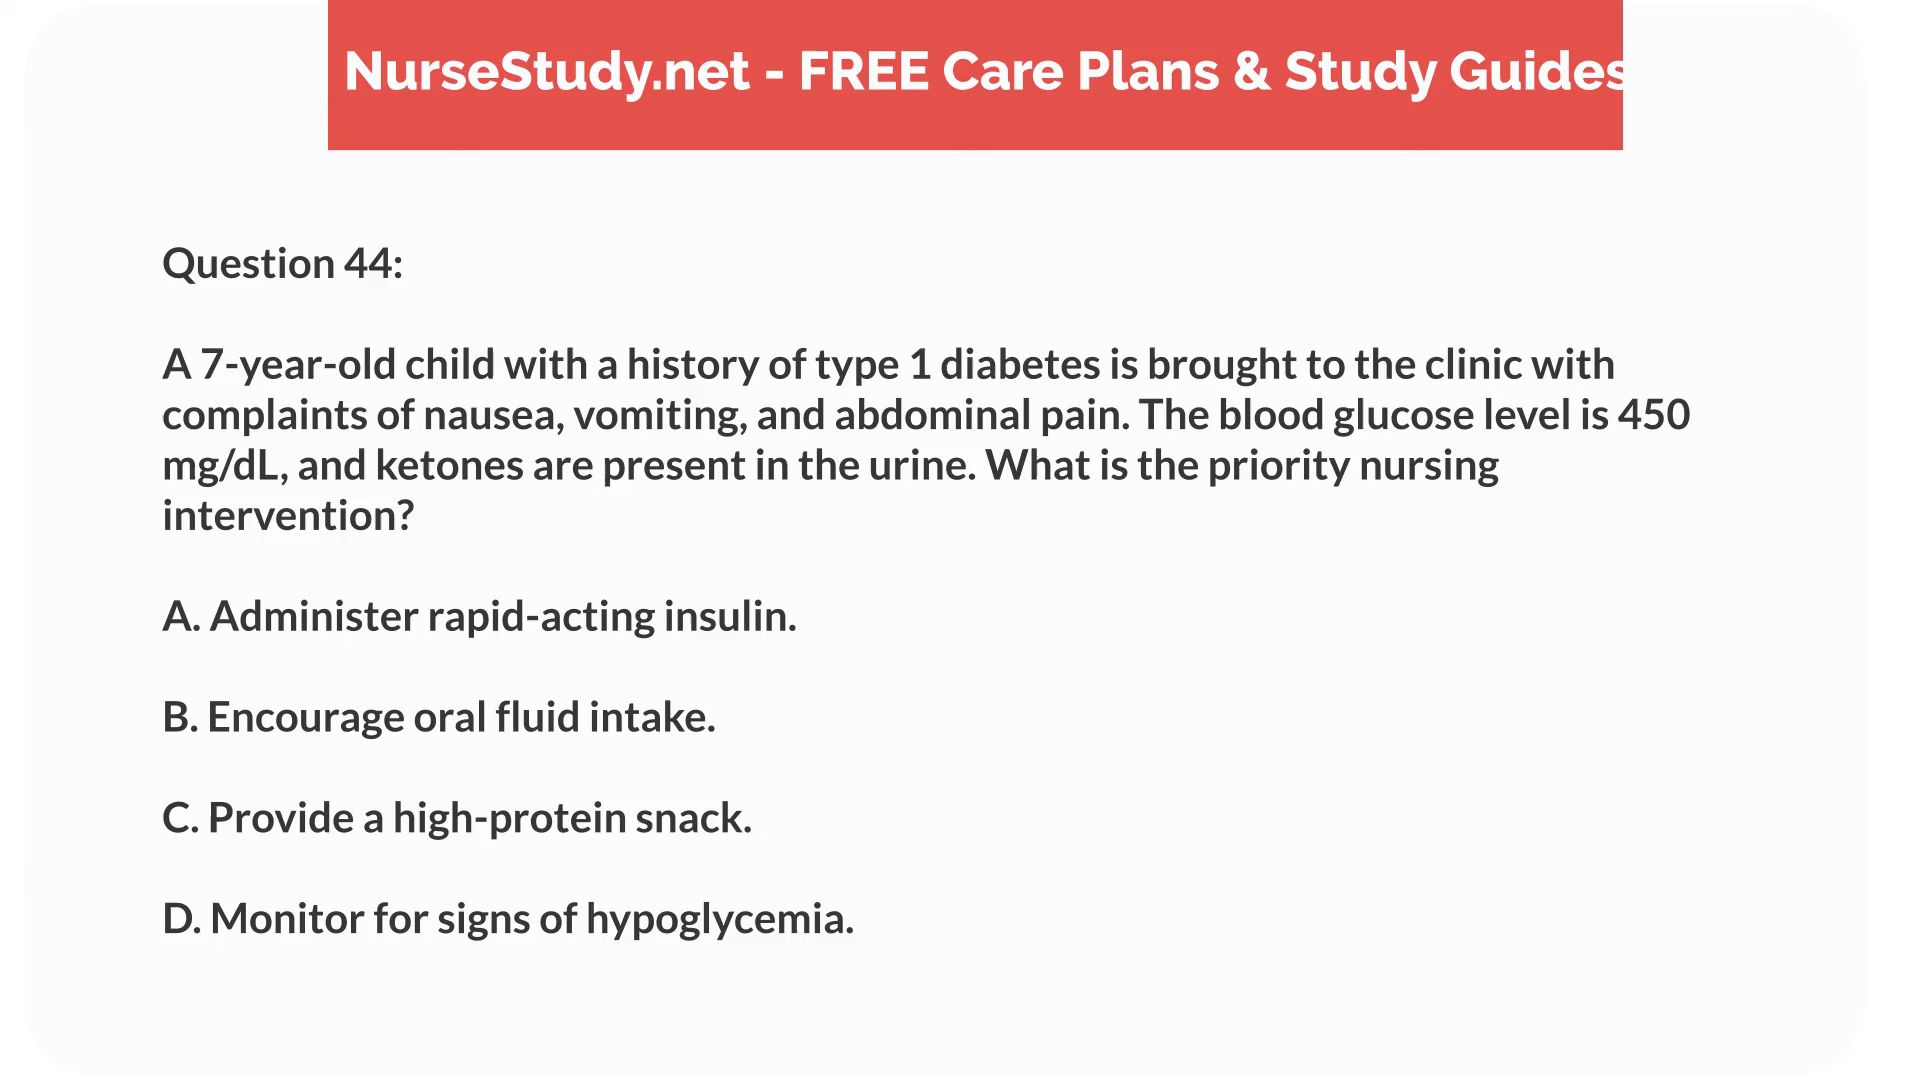 NurseStudy.net - FREE Care Plans & Study Guides
Question 44:
A 7-year-old child with a history of type 1 diabetes is brought to the clinic with
complaints of nausea, vomiting, and abdominal pain. The blood glucose level is 450
mg/dL, and ketones are present in the urine. What is the priority nursing
intervention?
A. Administer rapid-acting insulin.
B. Encourage oral fluid intake.
C. Provide a high-protein snack.
D. Monitor for signs of hypoglycemia.